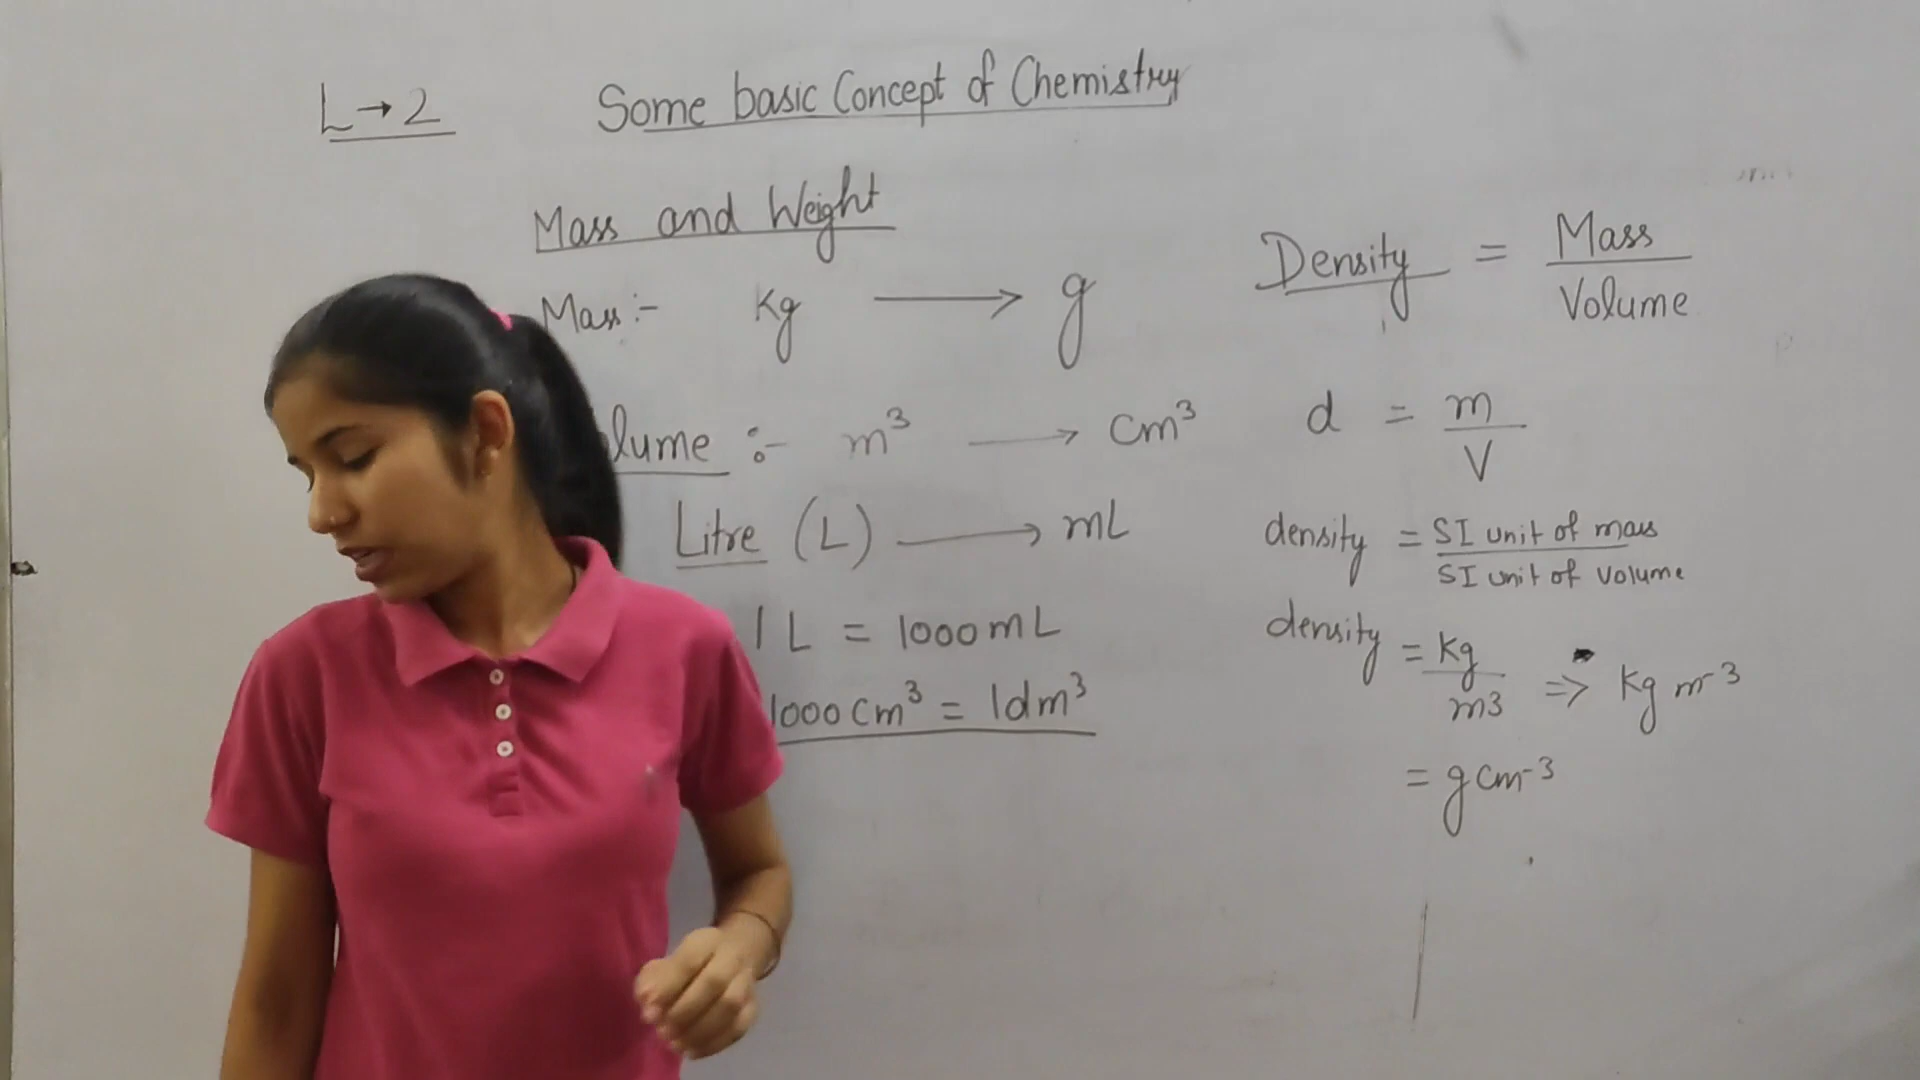 L → 2
Some basic Concept of Chemistry
Mass and Weight
Mass :- Kg → g
lume :- m³ → cm³
Litre (L) → mL
1 L = 1000 mL
1000 cm³ = 1dm³
Density = Mass / Volume
d = m / V
density = SI unit of mass / SI unit of volume
density = Kg / m3 => Kg m-3
= g cm-3